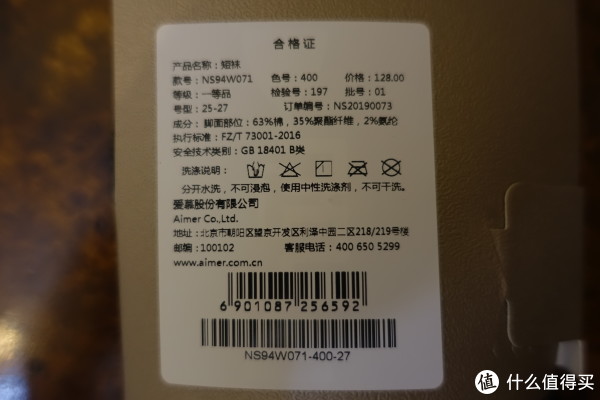 合格证
产品名称：短袜
款号：NS94W071 色号：400 价格：128.00
等级：一等品 检验号：197 批号：01
号型：25-27 订单编号：NS20190073
成分：脚面部位：63%棉，35%聚酯纤维，2%氨纶
执行标准：FZ/T 73001-2016
安全技术类别：GB 18401 B类
洗涤说明：
分开水洗，不可浸泡，使用中性洗涤剂，不可干洗。
爱慕股份有限公司
Aimer Co.,Ltd.
地址：北京市朝阳区望京开发区利泽中园二区218/219号楼
邮编：100102 客服电话：400 650 5299
www.aimer.com.cn
6901087256592
NS94W071-400-27
值 什么值得买